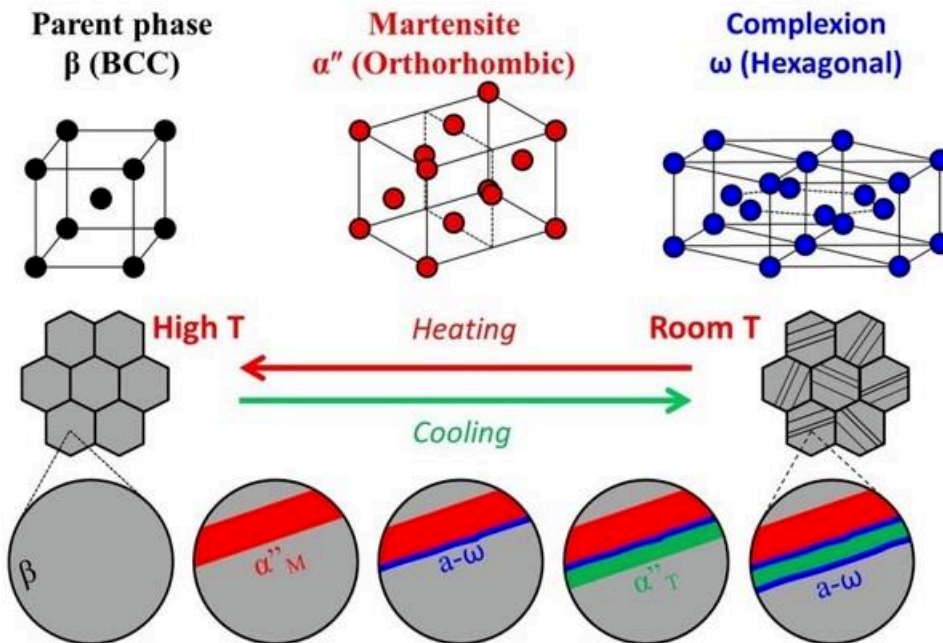 Parent phase
β (BCC)
Martensite
α″ (Orthorhombic)
Complexion
ω (Hexagonal)
High T
Heating
Room T
Cooling
β
α″M
a-ω
α″T
a-ω